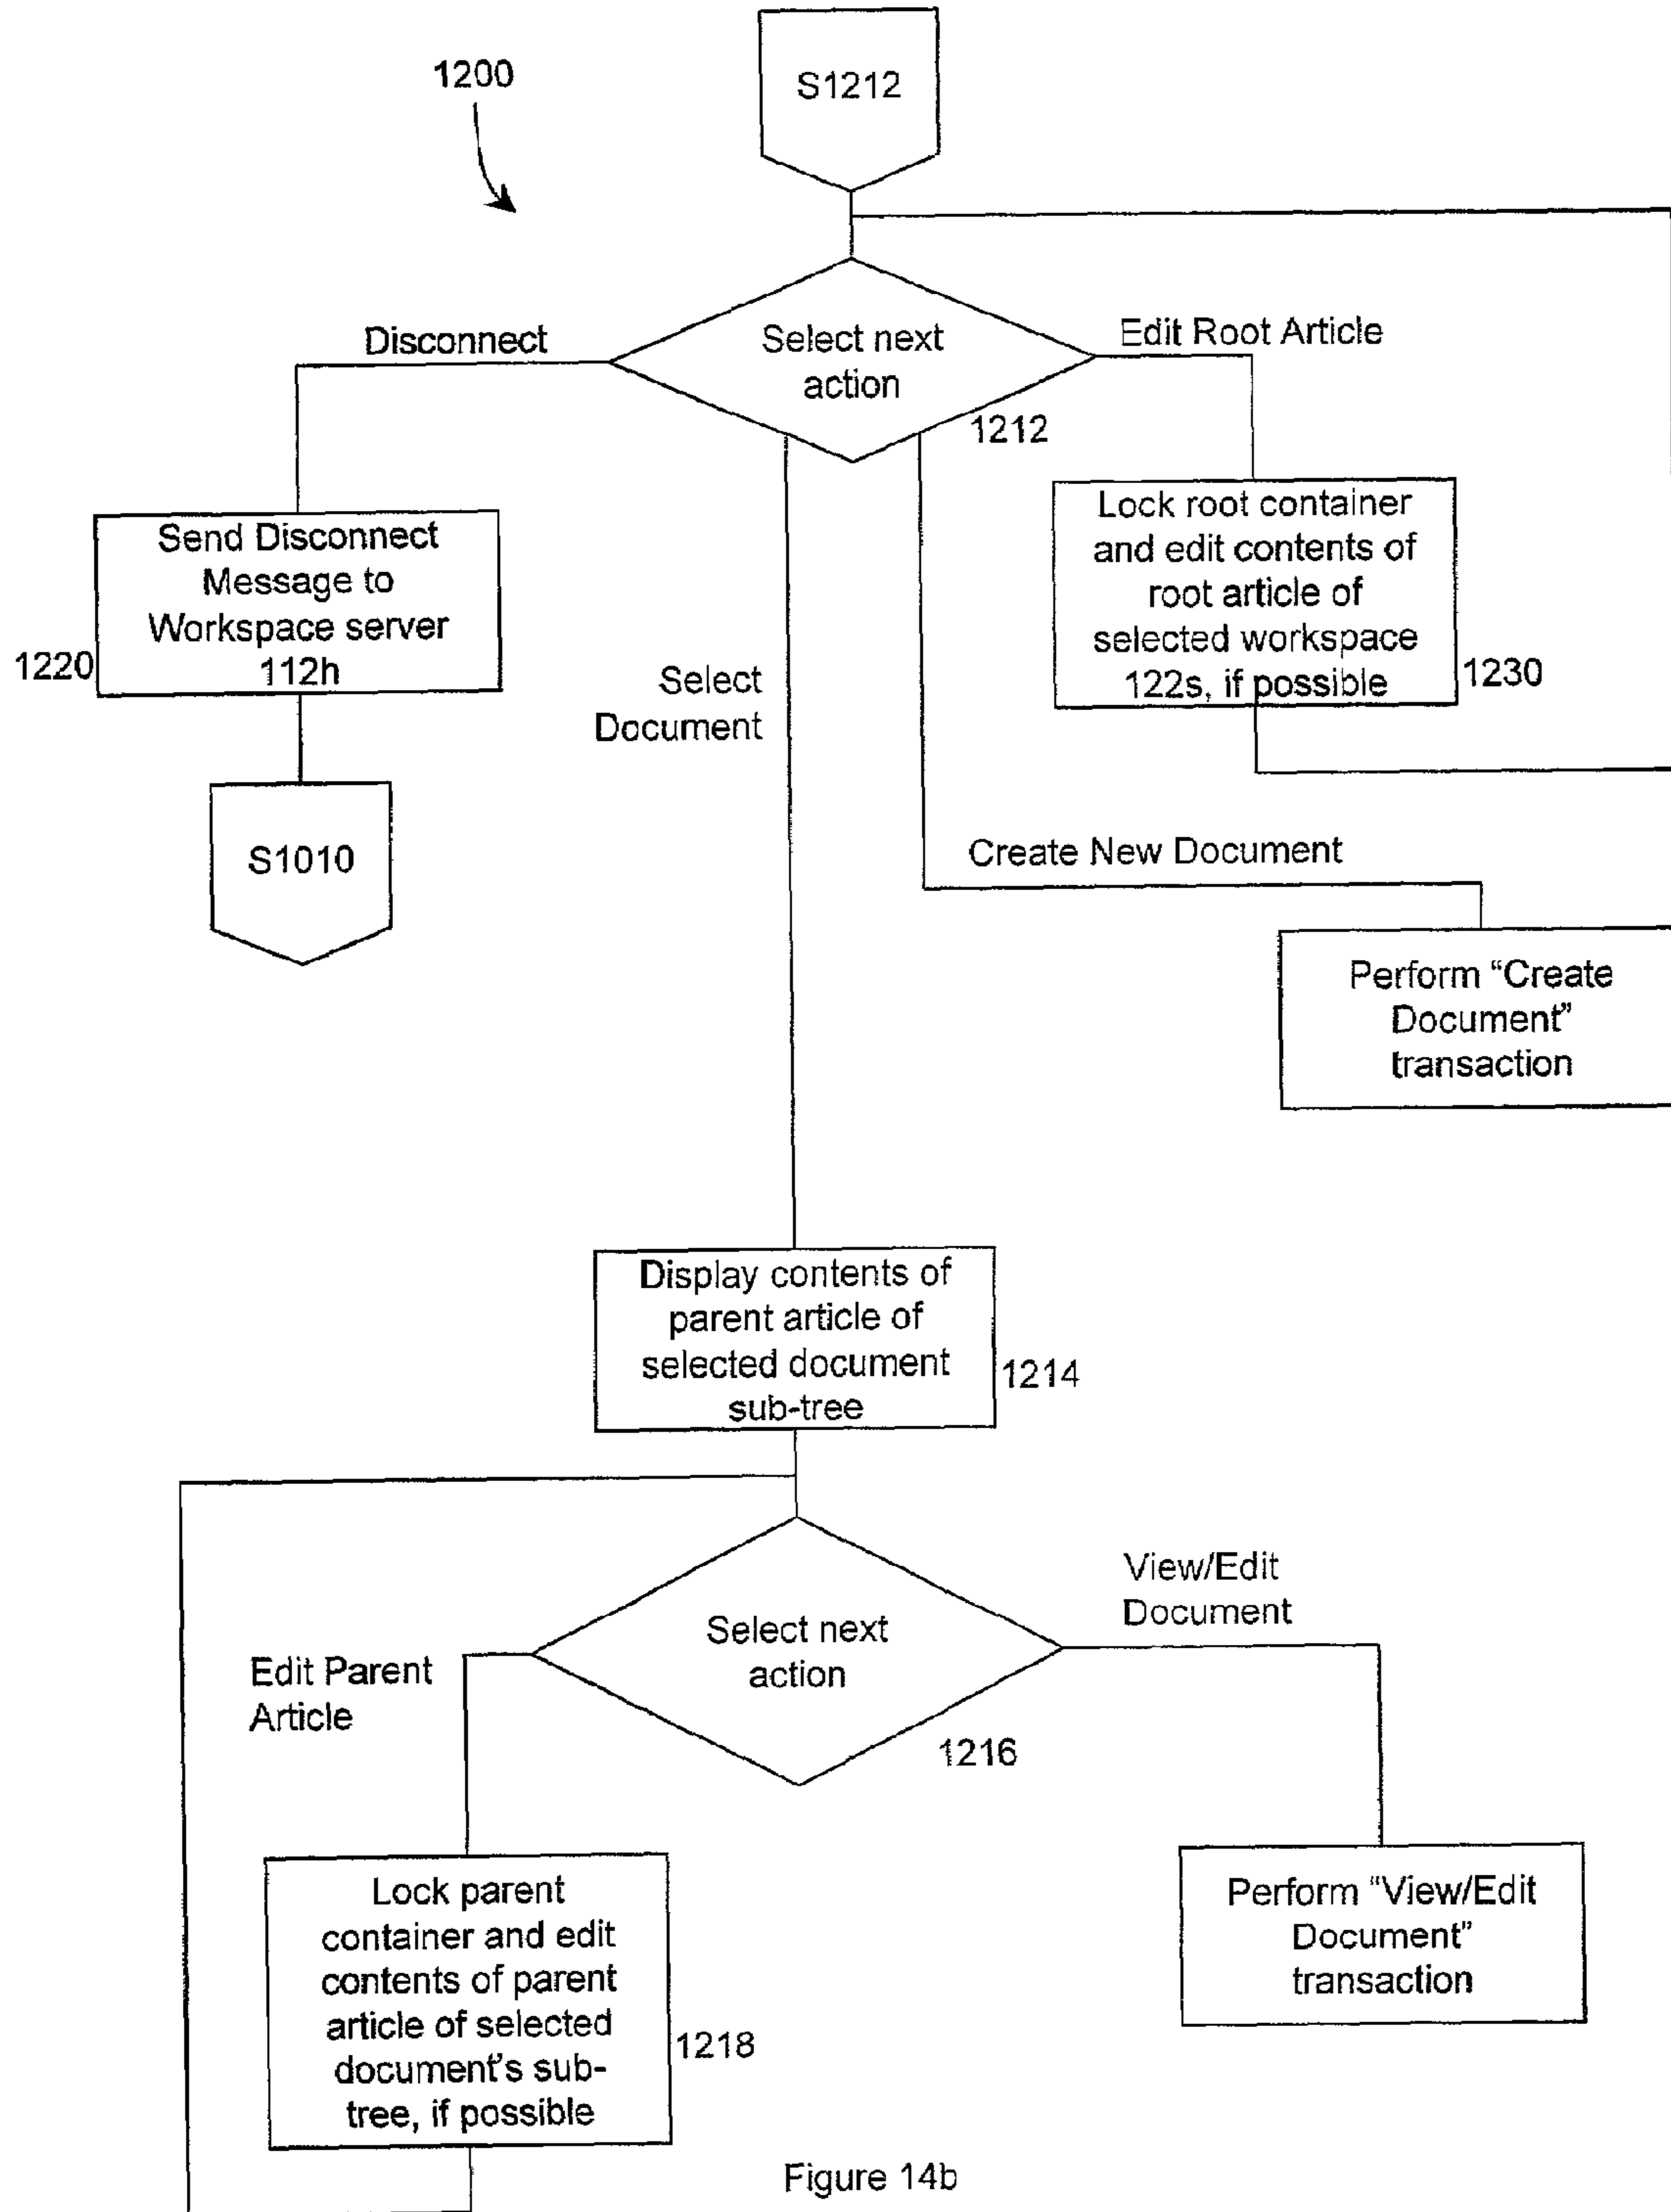 1200
S1212
Disconnect
Select next
action
1212
Edit Root Article
Send Disconnect
Message to
Workspace server
112h
1220
Lock root container
and edit contents of
root article of
selected workspace
122s, if possible
1230
Select
Document
S1010
Create New Document
Perform “Create
Document”
transaction
Display contents of
parent article of
selected document
sub-tree
1214
Select next
action
1216
View/Edit
Document
Edit Parent
Article
Lock parent
container and edit
contents of parent
article of selected
document's sub-
tree, if possible
1218
Perform “View/Edit
Document”
transaction
Figure 14b